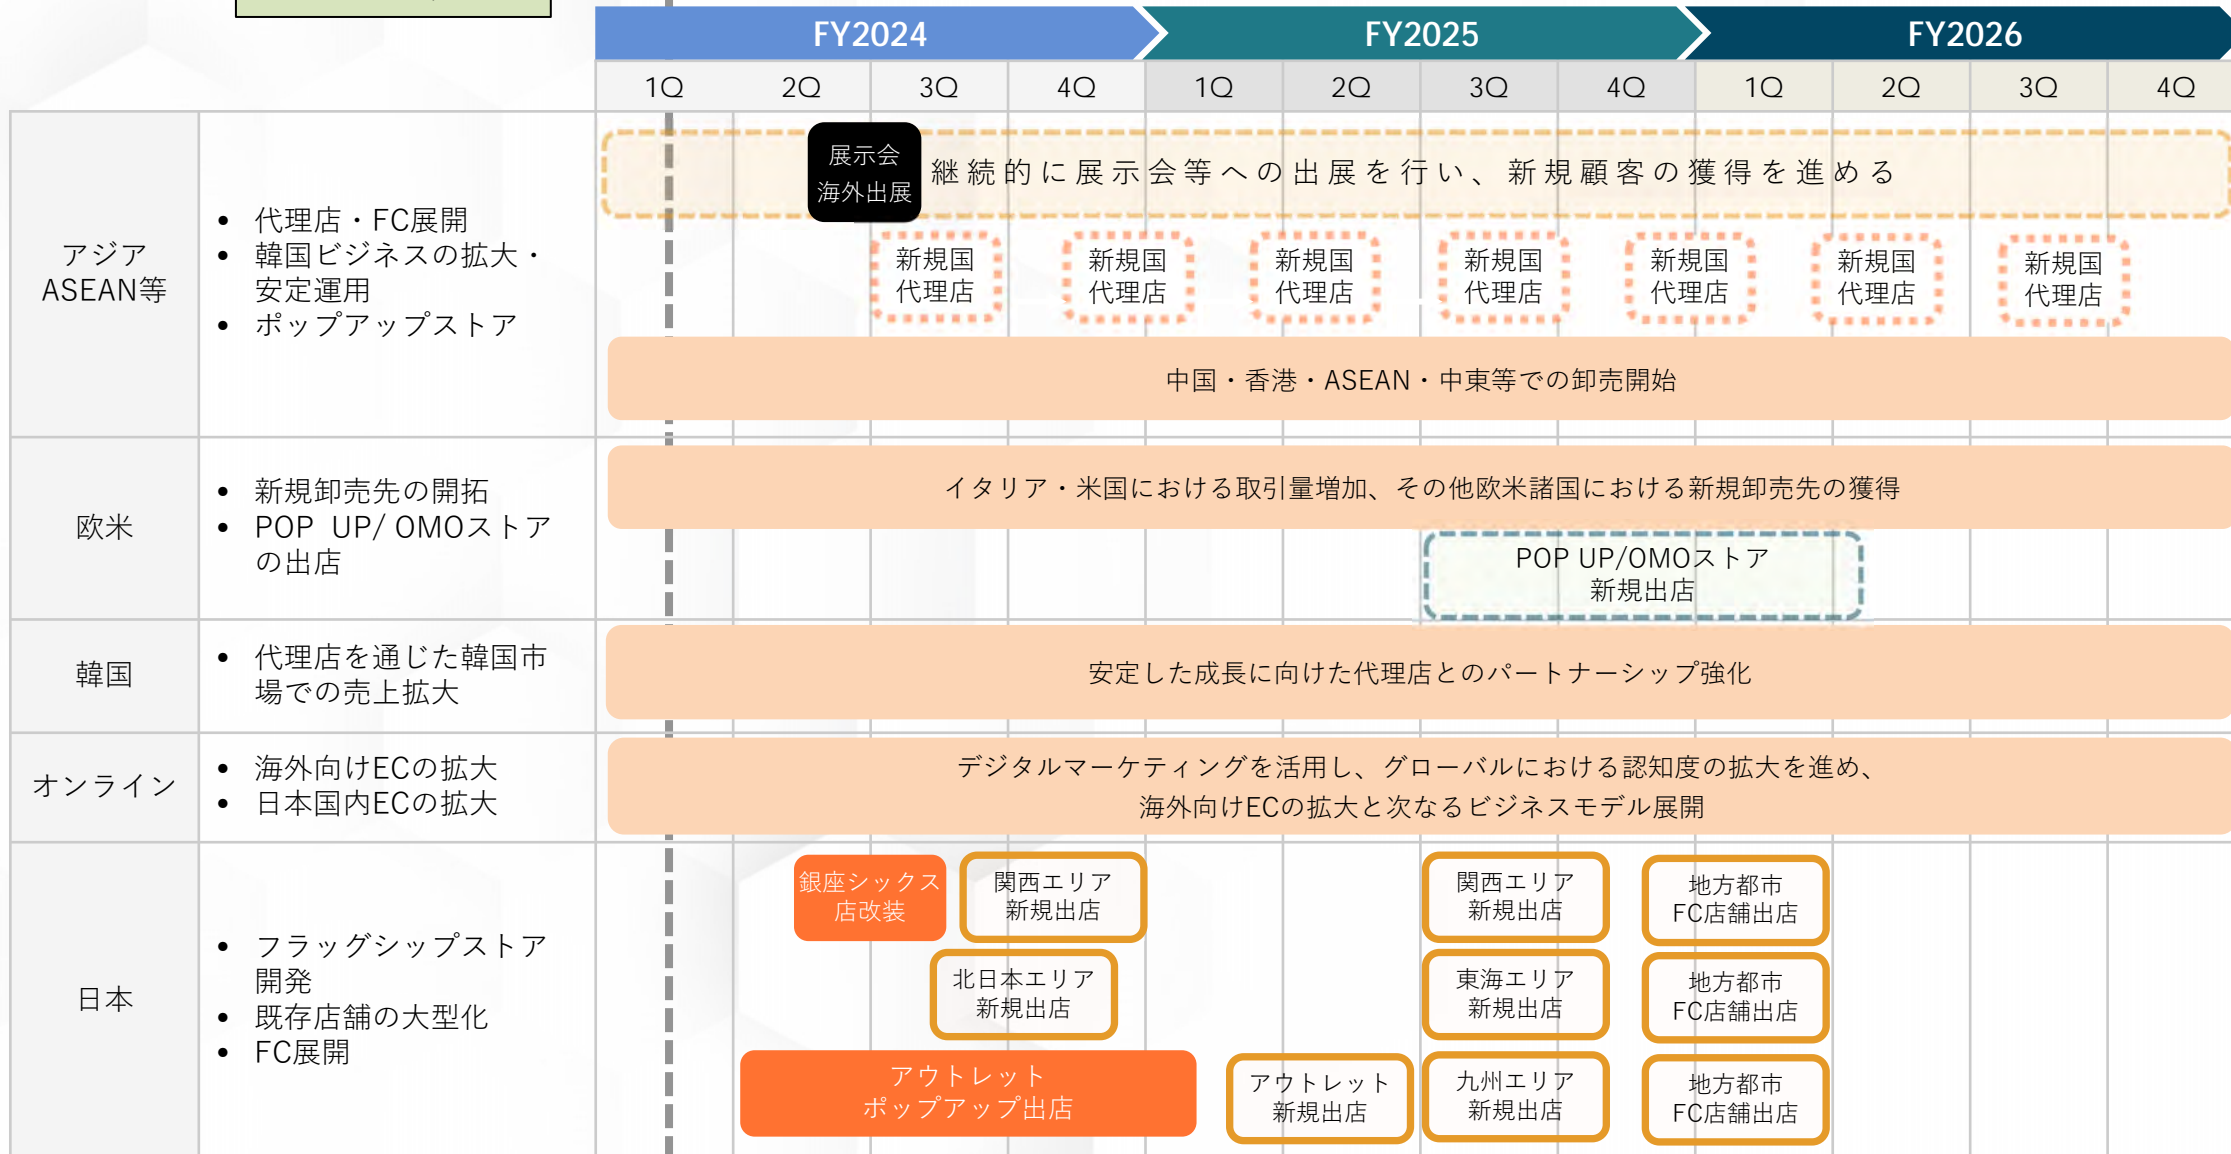 FY2024
FY2025
FY2026
1Q
2Q
3Q
4Q
1Q
2Q
3Q
4Q
1Q
2Q
3Q
4Q
アジア
ASEAN等
• 代理店・FC展開
• 韓国ビジネスの拡大・
安定運用
• ポップアップストア
展示会
海外出展
継続的に展示会等への出展を行い、新規顧客の獲得を進める
新規国
代理店
新規国
代理店
新規国
代理店
新規国
代理店
新規国
代理店
新規国
代理店
新規国
代理店
中国・香港・ASEAN・中東等での卸売開始
欧米
• 新規卸売先の開拓
• POP UP/ OMOストア
の出店
イタリア・米国における取引量増加、その他欧米諸国における新規卸売先の獲得
POP UP/OMOストア
新規出店
韓国
• 代理店を通じた韓国市
場での売上拡大
安定した成長に向けた代理店とのパートナーシップ強化
オンライン
• 海外向けECの拡大
• 日本国内ECの拡大
デジタルマーケティングを活用し、グローバルにおける認知度の拡大を進め、
海外向けECの拡大と次なるビジネスモデル展開
日本
• フラッグシップストア
開発
• 既存店舗の大型化
• FC展開
銀座シックス
店改装
関西エリア
新規出店
関西エリア
新規出店
地方都市
FC店舗出店
北日本エリア
新規出店
東海エリア
新規出店
地方都市
FC店舗出店
アウトレット
ポップアップ出店
アウトレット
新規出店
九州エリア
新規出店
地方都市
FC店舗出店